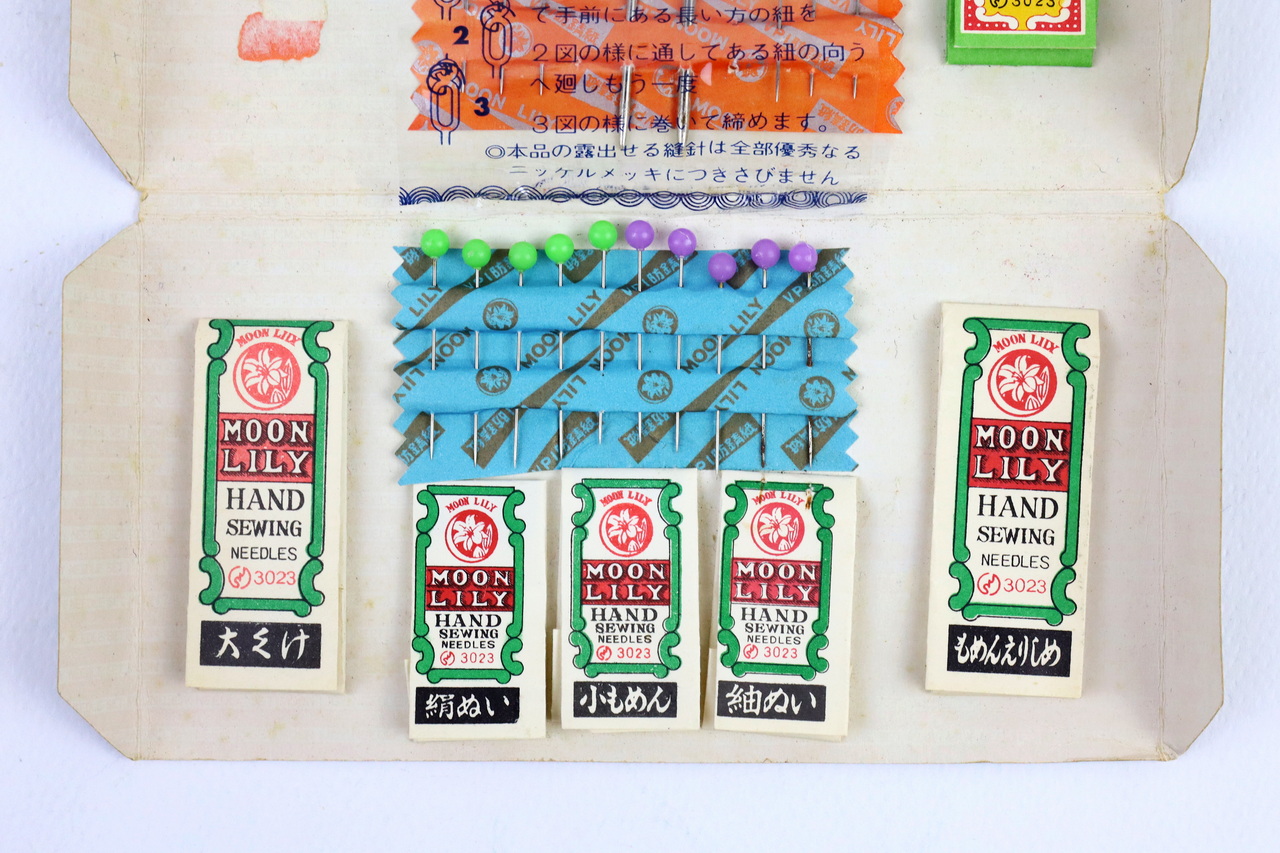 3023
て手前にある長い方の紐を
2
２図の様に通してある紐の向う
へ廻しもう一度
3
３図の様に巻いて締めます。
◎本品の露出せる縫針は全部優秀なる
ニッケルメッキにつきさびません
MOON LILY
MOON
LILY
HAND
SEWING
NEEDLES
3023
大くけ
MOON LILY
MOON
LILY
HAND
SEWING
NEEDLES
3023
絹ぬい
MOON LILY
MOON
LILY
HAND
SEWING
NEEDLES
3023
小もめん
MOON LILY
MOON
LILY
HAND
SEWING
NEEDLES
3023
紬ぬい
MOON LILY
MOON
LILY
HAND
SEWING
NEEDLES
3023
もめんえりしめ